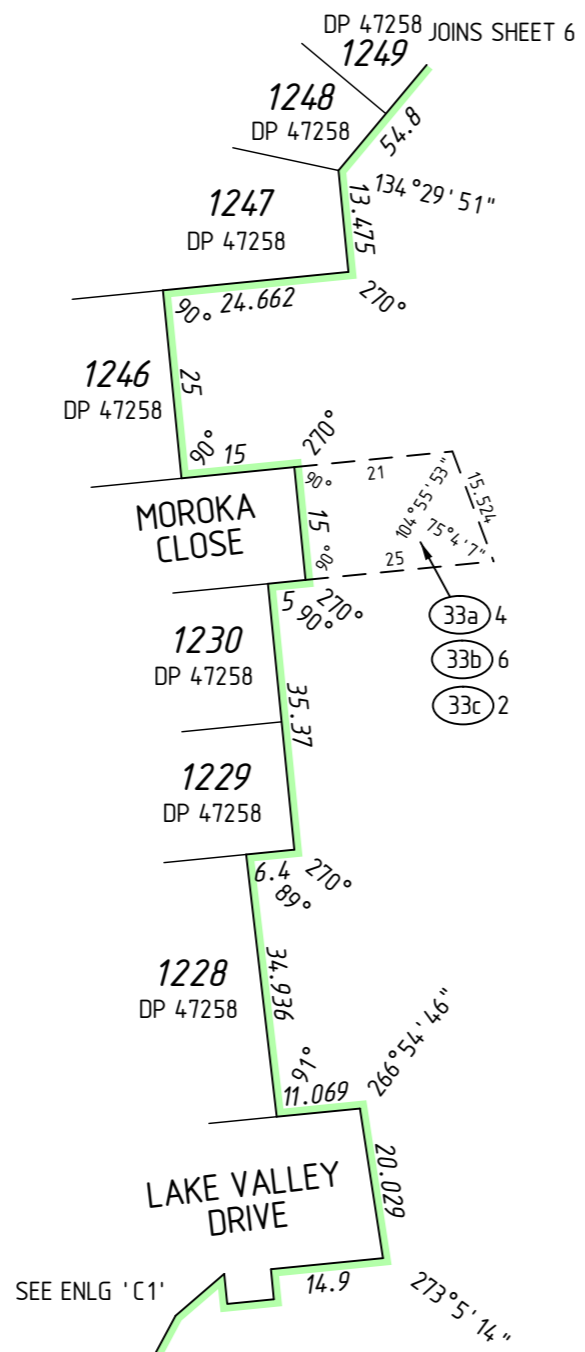 DP 47258
1249
JOINS SHEET 6
1248
DP 47258
54.8
134°29'51"
1247
DP 47258
13.475
24.662
270°
90°
1246
DP 47258
25
90°
15
270°
MOROKA
CLOSE
90°
21
15
90°
104°55'53"
15.524
75°4'7"
25
33a 4
33b 6
33c 2
5
270°
90°
1230
DP 47258
35.37
1229
DP 47258
6.4
270°
89°
1228
DP 47258
34.936
91°
11.069
266°54'46"
LAKE VALLEY
DRIVE
20.029
SEE ENLG 'C1'
14.9
273°5'14"